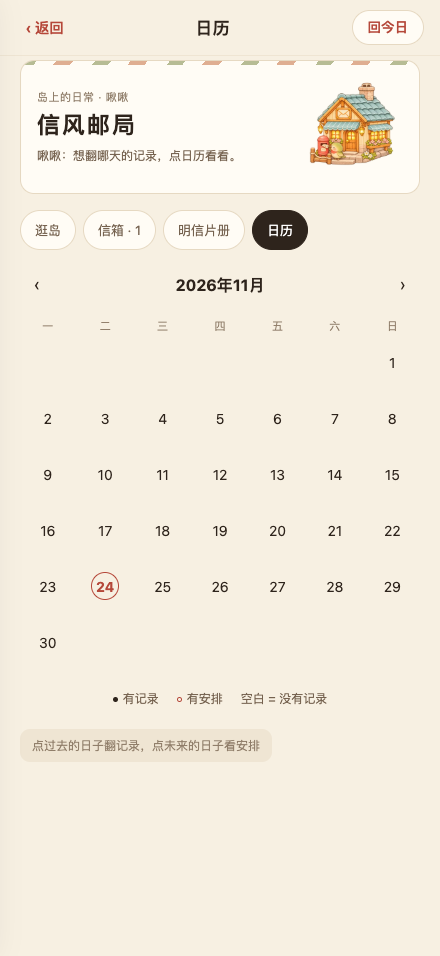 ‹ 返回 日历 回今日
岛上的日常 · 啾啾
信风邮局
啾啾：想翻哪天的记录，点日历看看。
逛岛 信箱 · 1 明信片册 日历
‹ 2026年11月 ›
一 二 三 四 五 六 日
1
2 3 4 5 6 7 8
9 10 11 12 13 14 15
16 17 18 19 20 21 22
23 24 25 26 27 28 29
30
有记录 有安排 空白 = 没有记录
点过去的日子翻记录，点未来的日子看安排